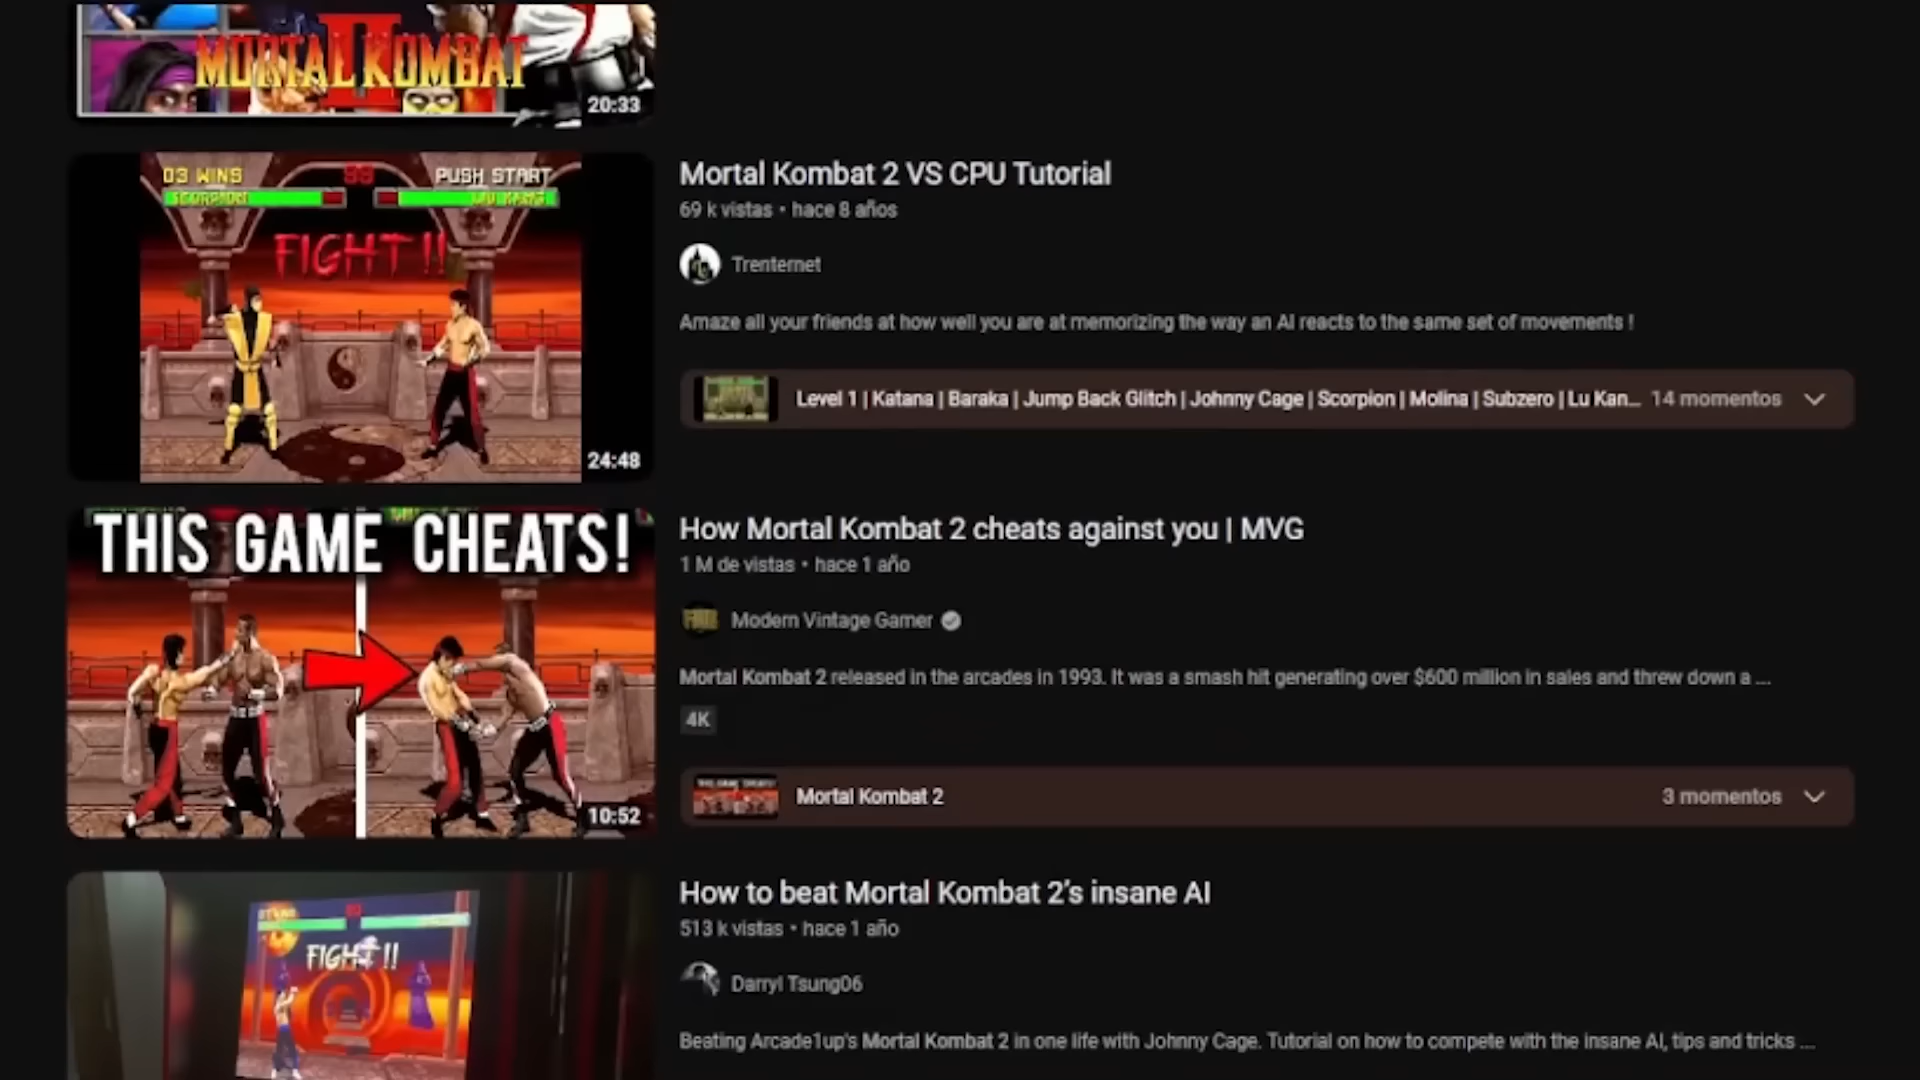 MORTAL KOMBAT
II
20:33
03 WINS
99
PUSH START
SCORPION
LIU KANG
FIGHT!!
24:48
Mortal Kombat 2 VS CPU Tutorial
69 k vistas • hace 8 años
Trenternet
Amaze all your friends at how well you are at memorizing the way an AI reacts to the same set of movements !
Level 1 | Katana | Baraka | Jump Back Glitch | Johnny Cage | Scorpion | Molina | Subzero | Lu Kan... 14 momentos
THIS GAME CHEATS!
10:52
How Mortal Kombat 2 cheats against you | MVG
1 M de vistas • hace 1 año
Modern Vintage Gamer
Mortal Kombat 2 released in the arcades in 1993. It was a smash hit generating over $600 million in sales and threw down a ...
4K
Mortal Kombat 2 3 momentos
FIGHT!!
How to beat Mortal Kombat 2's insane AI
513 k vistas • hace 1 año
Darryl Tsung06
Beating Arcade1up's Mortal Kombat 2 in one life with Johnny Cage. Tutorial on how to compete with the insane AI, tips and tricks ...